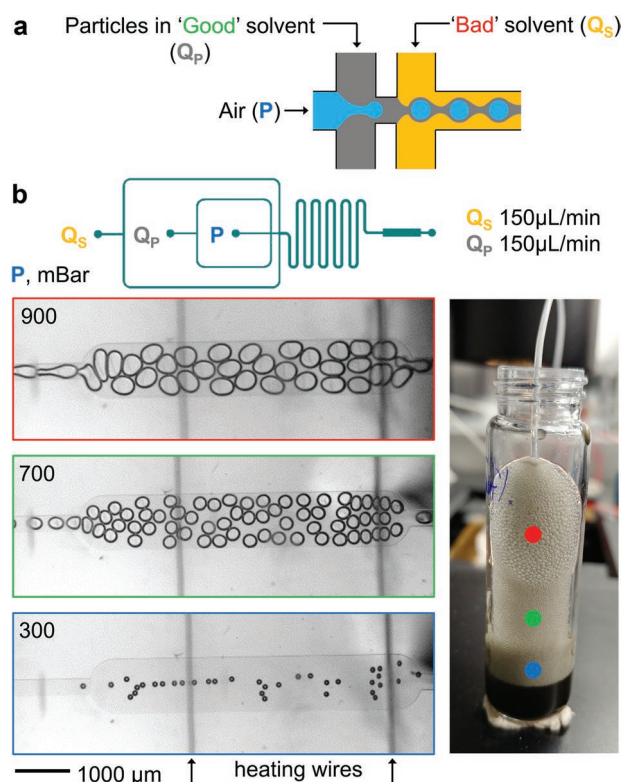 a
Particles in ‘Good’ solvent
(QP)
‘Bad’ solvent (QS)
Air (P)
b
QS
QP
P
QS 150µL/min
QP 150µL/min
P, mBar
900
700
300
1000 µm
heating wires